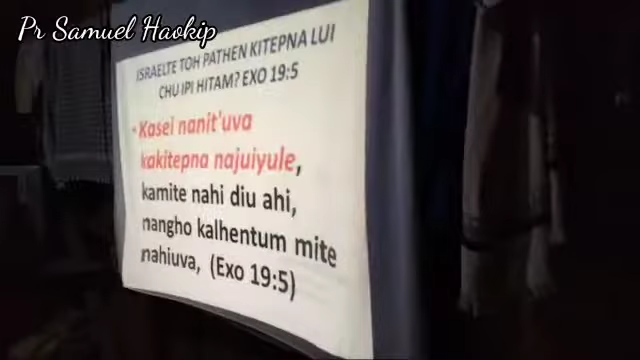 Pr Samuel Haokip
ISRAELTE TOH PATHEN KITEPNA LUI
CHU IPI HITAM? EXO 19:5
• Kasei nanit'uva
kakitepna najuiyule,
kamite nahi diu ahi,
nangho kalhentum mite
nahiuva, (Exo 19:5)